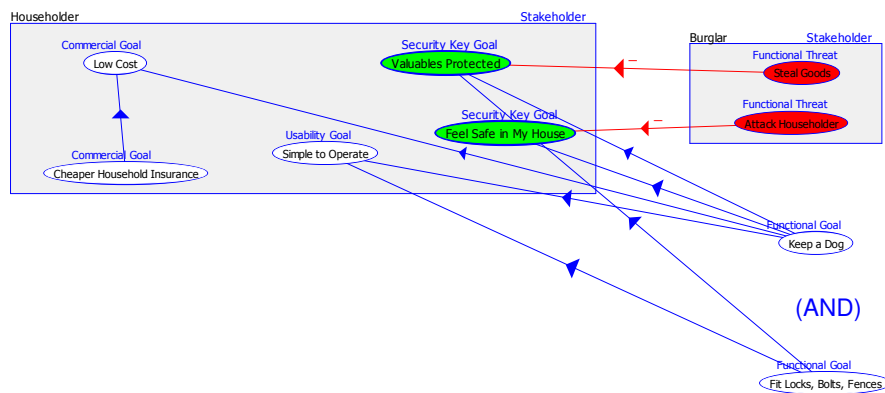 Householder
Stakeholder
Commercial Goal
Low Cost
Security Key Goal
Valuables Protected
Burglar
Stakeholder
Functional Threat
Steal Goods
–
Security Key Goal
Feel Safe in My House
Functional Threat
Attack Householder
–
Usability Goal
Simple to Operate
Commercial Goal
Cheaper Household Insurance
Functional Goal
Keep a Dog
(AND)
Functional Goal
Fit Locks, Bolts, Fences